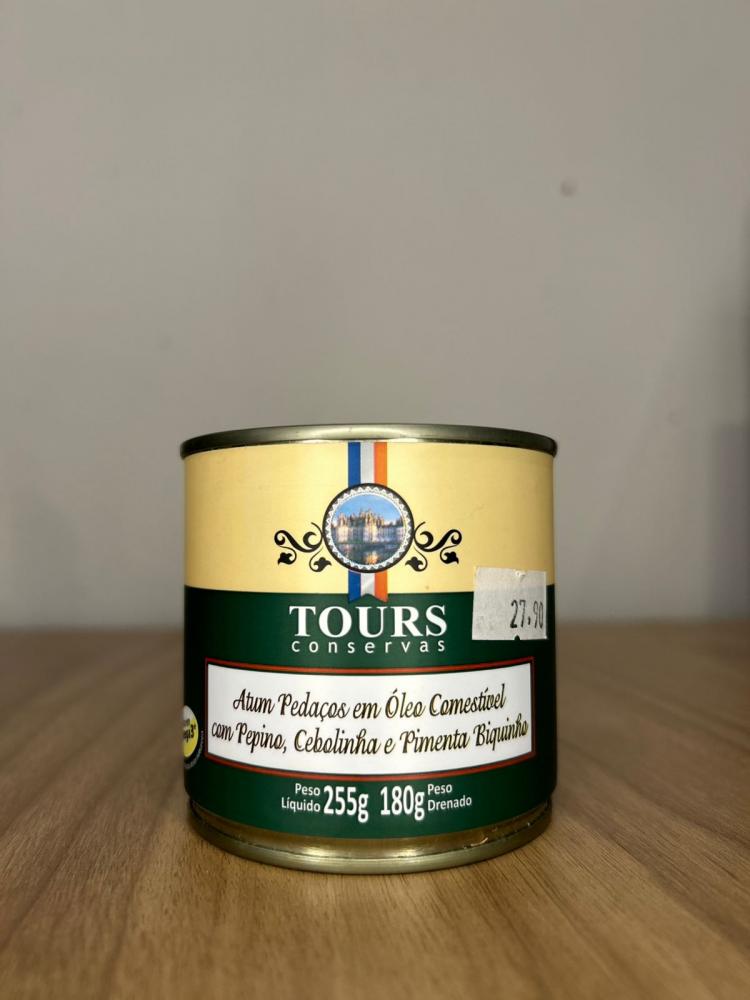 TOURS
conservas
27.90
Atum Pedaços em Óleo Comestível
com Pepino, Cebolinha e Pimenta Biquinho
Peso Líquido 255g 180g Peso Drenado